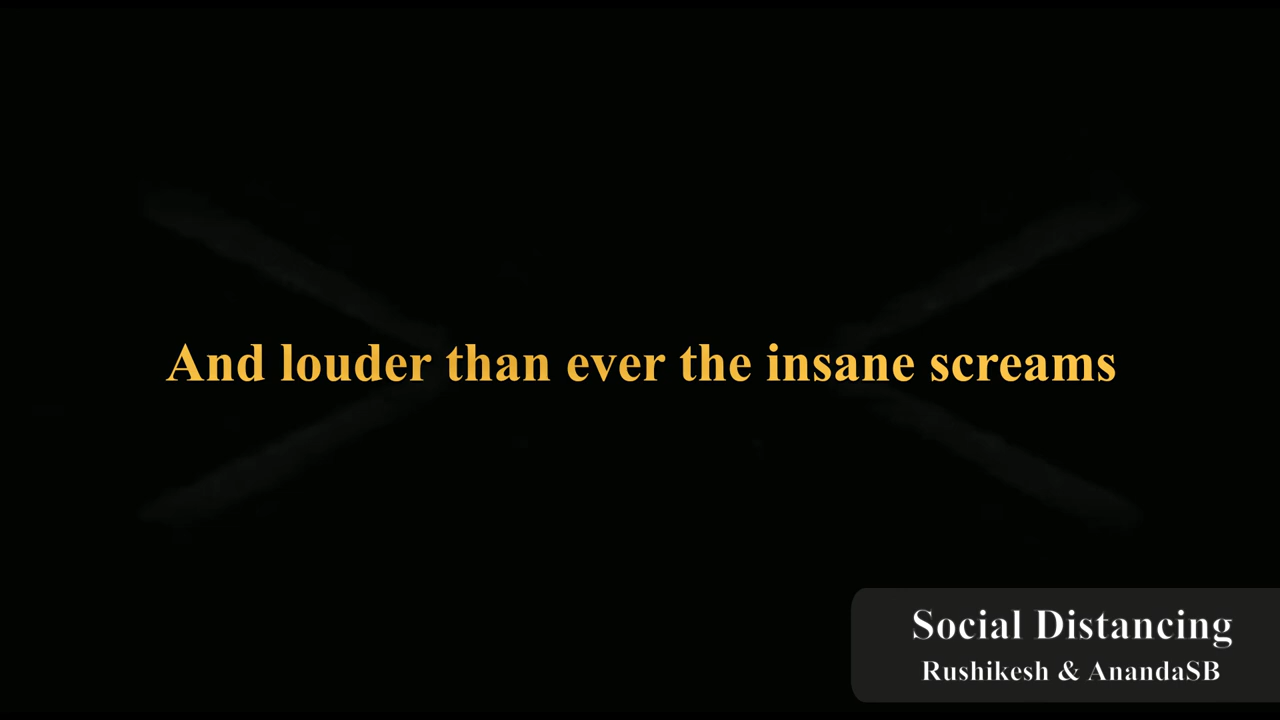 And louder than ever the insane screams
Social Distancing
Rushikesh & AnandaSB